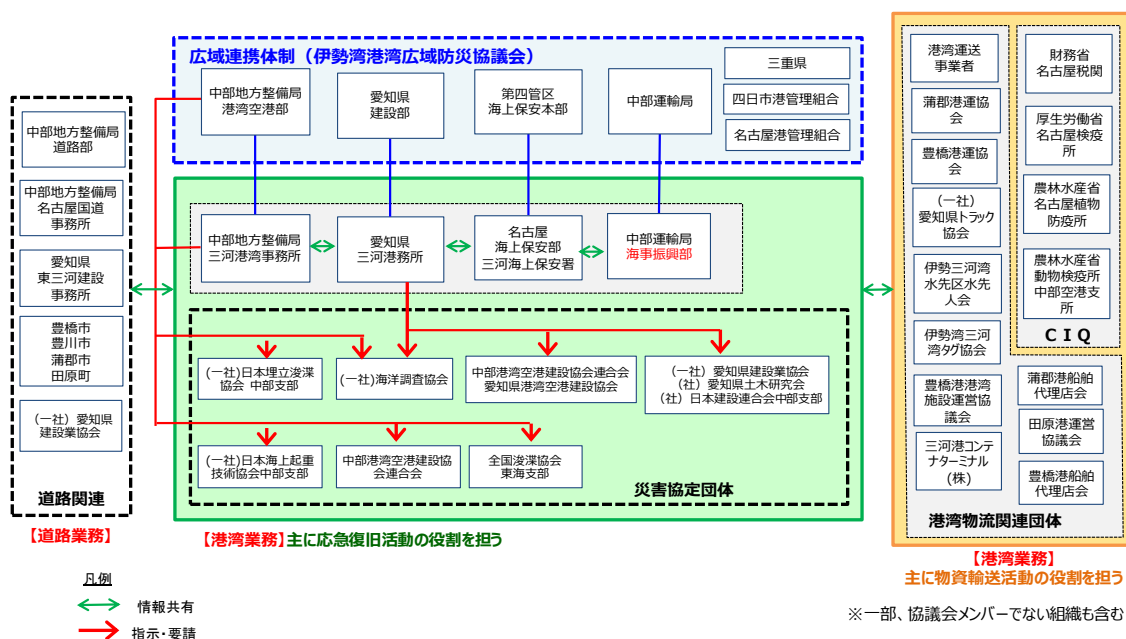 広域連携体制（伊勢湾港湾広域防災協議会）
中部地方整備局
港湾空港部
愛知県
建設部
第四管区
海上保安本部
中部運輸局
三重県
四日市港管理組合
名古屋港管理組合
中部地方整備局
道路部
中部地方整備局
名古屋国道
事務所
愛知県
東三河建設
事務所
豊橋市
豊川市
蒲郡市
田原町
（一社）愛知県
建設業協会
道路関連
【道路業務】
中部地方整備局
三河港湾事務所
愛知県
三河港務所
名古屋
海上保安部
三河海上保安署
中部運輸局
海事振興部
(一社)日本埋立浚渫
協会 中部支部
(一社)海洋調査協会
中部港湾空港建設協会連合会
愛知県港湾空港建設協会
（一社）愛知県建設業協会
（社）愛知県土木研究会
（社）日本建設連合会中部支部
(一社)日本海上起重
技術協会中部支部
中部港湾空港建設協
会連合会
全国浚渫協会
東海支部
災害協定団体
【港湾業務】主に応急復旧活動の役割を担う
港湾運送
事業者
蒲郡港運協
会
豊橋港運協
会
（一社）
愛知県トラック
協会
伊勢三河湾
水先区水先
人会
伊勢湾三河
湾タグ協会
豊橋港港湾
施設運営協
議会
三河港コンテ
ナターミナル
(株)
財務省
名古屋税関
厚生労働省
名古屋検疫
所
農林水産省
名古屋植物
防疫所
農林水産省
動物検疫所
中部空港支
所
ＣＩＱ
蒲郡港船舶
代理店会
田原港運営
協議会
豊橋港船舶
代理店会
港湾物流関連団体
【港湾業務】
主に物資輸送活動の役割を担う
※一部、協議会メンバーでない組織も含む
凡例
情報共有
指示・要請